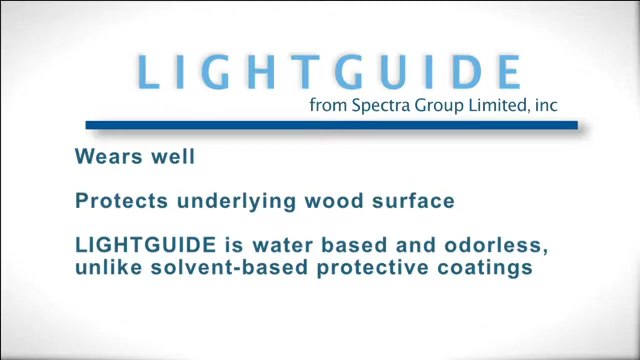 LIGHTGUIDE
from Spectra Group Limited, inc
Wears well
Protects underlying wood surface
LIGHTGUIDE is water based and odorless,
unlike solvent-based protective coatings